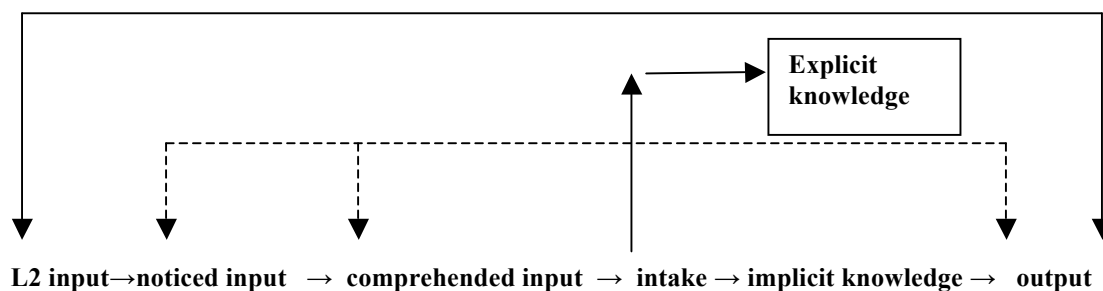 Explicit
knowledge
L2 input→noticed input → comprehended input → intake → implicit knowledge → output